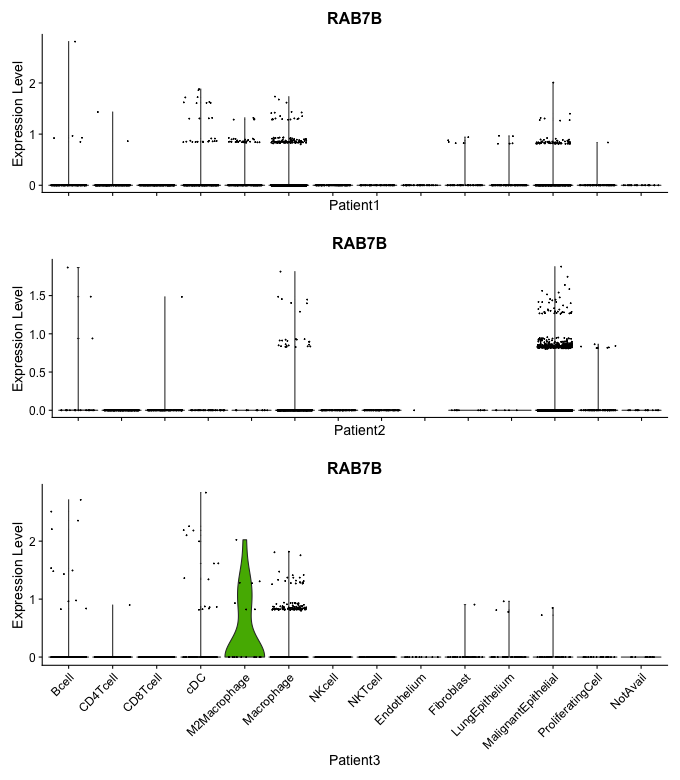 RAB7B
Expression Level
2
1
0
Patient1
RAB7B
Expression Level
1.5
1.0
0.5
0.0
Patient2
RAB7B
Expression Level
2
1
0
Bcell
CD4Tcell
CD8Tcell
cDC
M2Macrophage
Macrophage
NKcell
NKTcell
Endothelium
Fibroblast
LungEpithelium
MalignantEpithelial
ProliferatingCell
NotAvail
Patient3